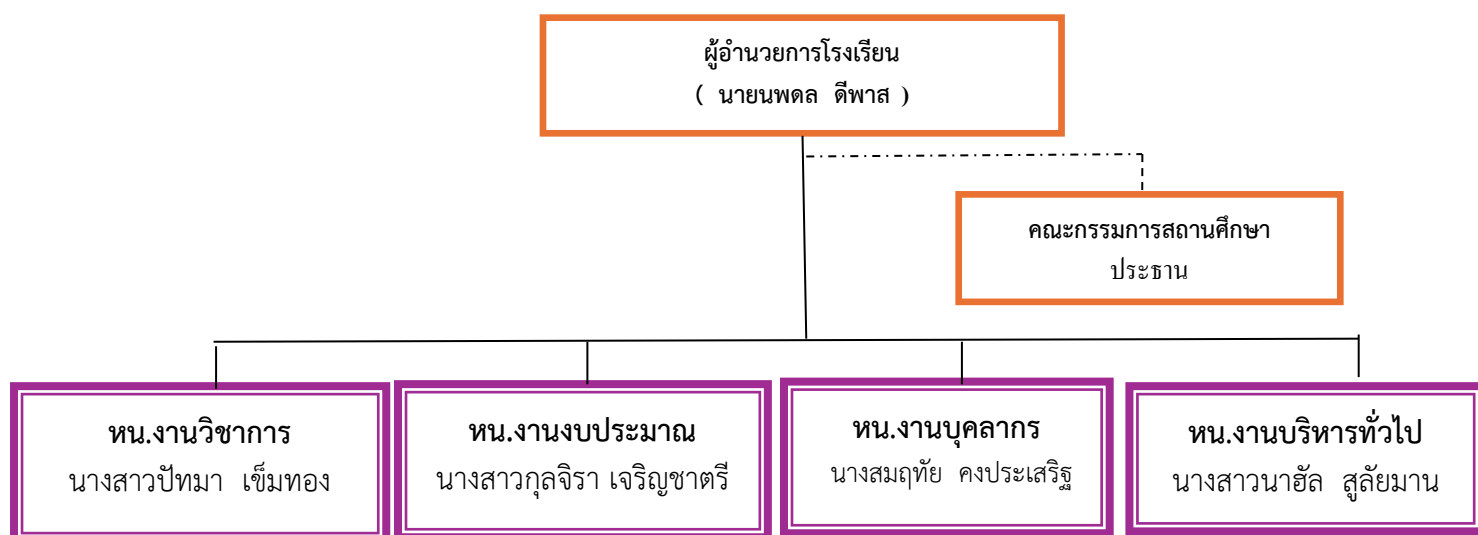 ผู้อำนวยการโรงเรียน
( นายนพดล ดีพาส )
คณะกรรมการสถานศึกษา
ประธาน
หน.งานวิชาการ
นางสาวปัทมา เข็มทอง
หน.งานงบประมาณ
นางสาวกุลจิรา เจริญชาตรี
หน.งานบุคลากร
นางสมฤทัย คงประเสริฐ
หน.งานบริหารทั่วไป
นางสาวนาฮัล สูลัยมาน